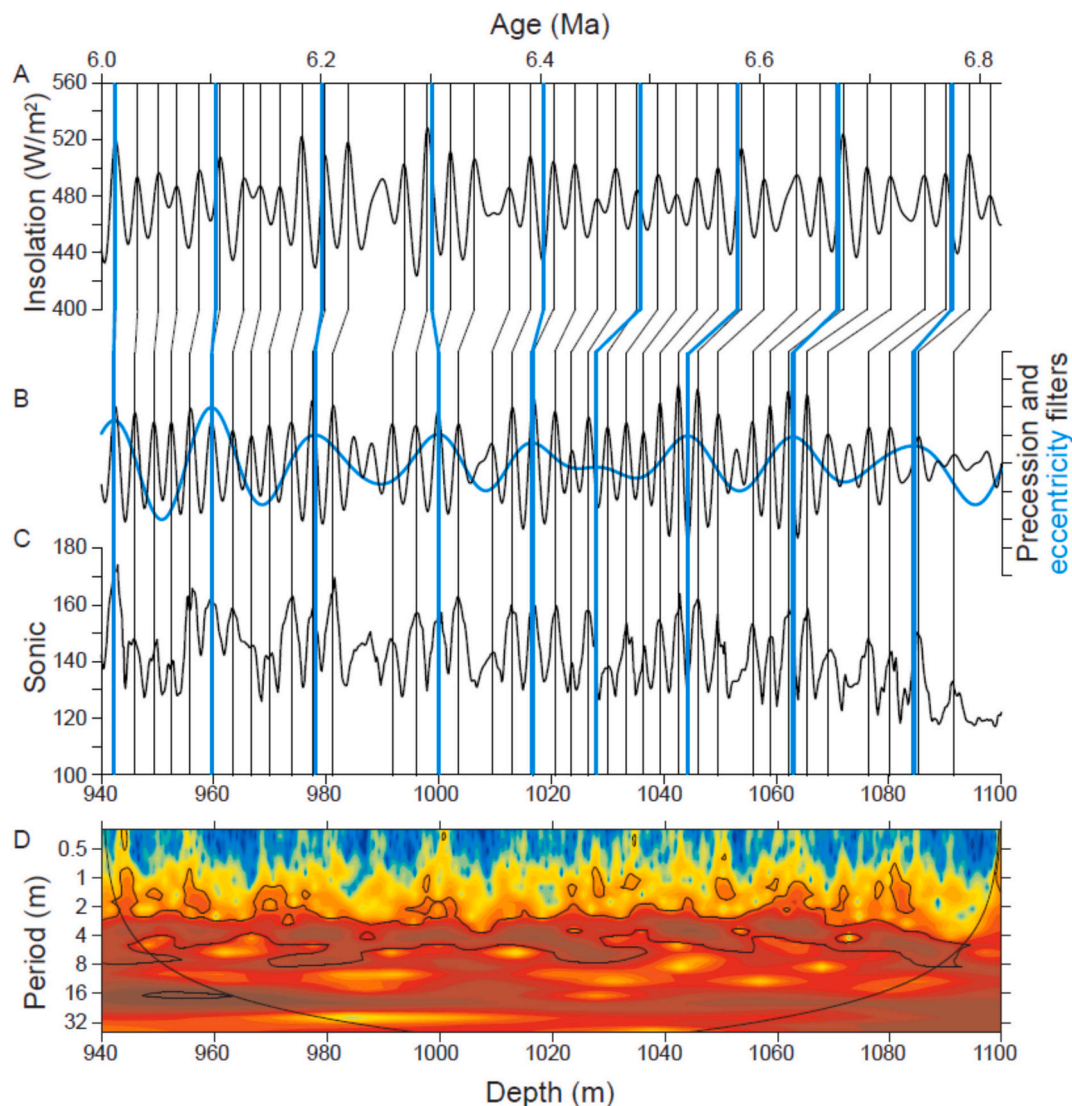 Age (Ma)
6.0 6.2 6.4 6.6 6.8
A
Insolation (W/m²)
560
520
480
440
400
B
Precession and
eccentricity filters
C
Sonic
180
160
140
120
100
940 960 980 1000 1020 1040 1060 1080 1100
D
Period (m)
0.5
1
2
4
8
16
32
940 960 980 1000 1020 1040 1060 1080 1100
Depth (m)